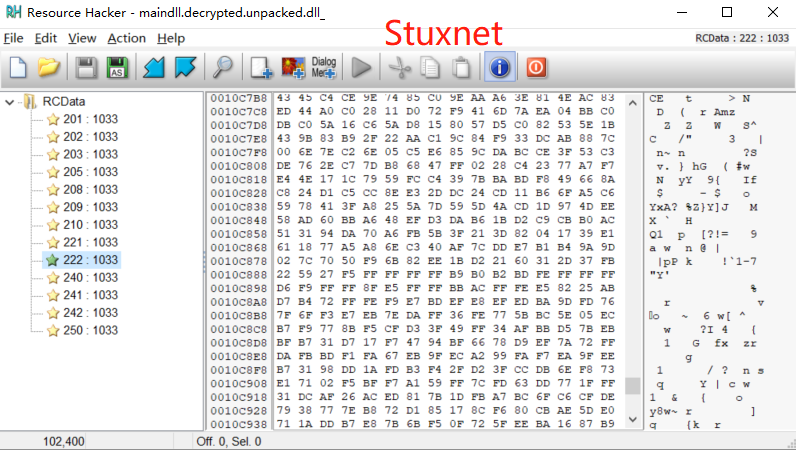 Resource Hacker - maindll.decrypted.unpacked.dll_
Stuxnet
File Edit View Action Help
RCData : 222 : 1033
AS
Dialog
Menu
RCData
201 : 1033
202 : 1033
203 : 1033
205 : 1033
208 : 1033
209 : 1033
210 : 1033
221 : 1033
222 : 1033
240 : 1033
241 : 1033
242 : 1033
250 : 1033
0010C7B8 43 45 C4 CE 9E 74 85 C0 9E AA A6 3E 81 4E AC 83
0010C7C8 ED 44 A0 C0 28 11 D0 72 F9 41 6D 7A EA 04 BB C0
0010C7D8 DB C0 5A 16 C6 5A D8 15 80 57 D5 C0 82 53 5E 1B
0010C7E8 43 9B 83 B9 2F 22 AA C1 9C 84 F9 33 DC AB 88 7C
0010C7F8 00 6E 7E C2 6E 05 C5 E6 85 9C DA BC CE 3F 53 C3
0010C808 DE 76 2E C7 7D DB B8 68 47 FF 02 28 C4 23 77 A7 F7
0010C818 E4 4E 17 1C 79 59 FC C4 39 7B BA BD F8 49 66 8A
0010C828 C8 24 D1 C5 CC 8E E3 2D DC 24 CD 11 B6 6F A5 C6
0010C838 59 78 41 3F A8 25 5A 7D 59 5D 4A CD 1D 97 4D EE
0010C848 58 AD 60 BB A6 48 EF D3 DA B6 1B D2 C9 CB B0 AC
0010C858 51 31 94 DA 70 A6 FB 5B 3F 21 3D 82 04 17 39 E1
0010C868 61 18 77 A5 A8 6E C3 40 AF 7C DD E7 B1 B4 9A 9D
0010C878 02 7C 70 50 F9 6B 82 EE 1B D2 21 60 31 2D 37 FB
0010C888 22 59 27 F5 FF FF FF FF FF B9 B0 B2 BD FE FF FF FF
0010C898 D6 F9 FF FF 8F E5 FF FF BB AC FF FE E5 82 25 AB
0010C8A8 D7 B4 72 FF FE F9 E7 BD EF E8 EF ED BA 9D FD 76
0010C8B8 7F 6F F3 E7 EB 7E DA FF 36 FE 77 5B BC 5E 05 EC
0010C8C8 B7 F9 77 8B F5 CF D3 3F 49 FF 34 AF BB D5 7B EB
0010C8D8 BF B7 31 D7 17 F7 47 94 BF 66 78 D9 EF 7A 72 FF
0010C8E8 DA FB BD F1 FA 67 EB 9F EC A2 99 FA F7 EA 9F EE
0010C8F8 B7 31 98 DD 1A FD B3 F4 2F D2 3F CC DB 6E F8 73
0010C908 E1 71 02 F5 BF F7 A1 59 FF 7C FD 63 DD 77 1F FF
0010C918 31 DC AF 26 AC ED 81 7B 1D FB A7 BC 6F C6 CF DE
0010C928 79 38 77 7E B8 72 D1 85 17 8C F6 80 CB AE 5D E0
0010C938 71 1A DD B7 E8 7B 6B F5 0F 72 5F EE BA 16 87 B9
CE t > N
D ( r Amz
Z Z W S^
C /" 3 |
n~ n ?S
v. } hG ( #w
N yY 9{ If
$ - $ o
YxA? %Z}Y]J M
X ` H
Q1 p [?!= 9
a w n @ |
|pP k !`1-7
"Y'
%
r v
o ~ 6 w[ ^
w ?I 4 {
1 G fx zr
g
1 / ? n s
q Y | c w
1 & { o
y8w~ r ]
q {k r
102,400
Off. 0, Sel. 0